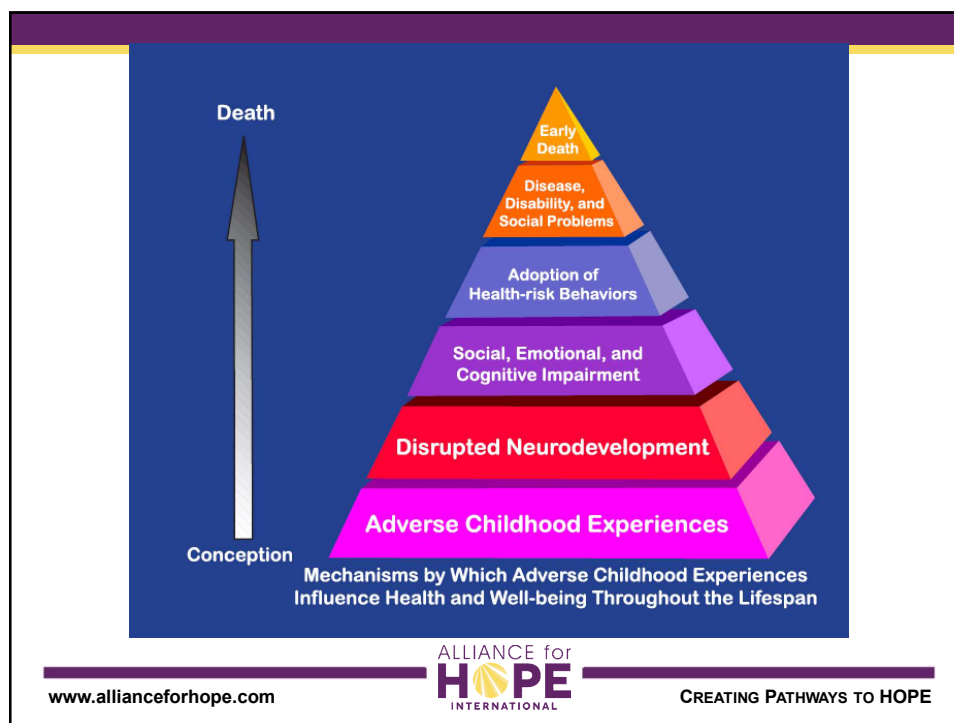 Death
Early
Death
Disease,
Disability, and
Social Problems
Adoption of
Health-risk Behaviors
Social, Emotional, and
Cognitive Impairment
Disrupted Neurodevelopment
Adverse Childhood Experiences
Conception
Mechanisms by Which Adverse Childhood Experiences
Influence Health and Well-being Throughout the Lifespan
ALLIANCE for
HOPE
INTERNATIONAL
www.allianceforhope.com
CREATING PATHWAYS TO HOPE